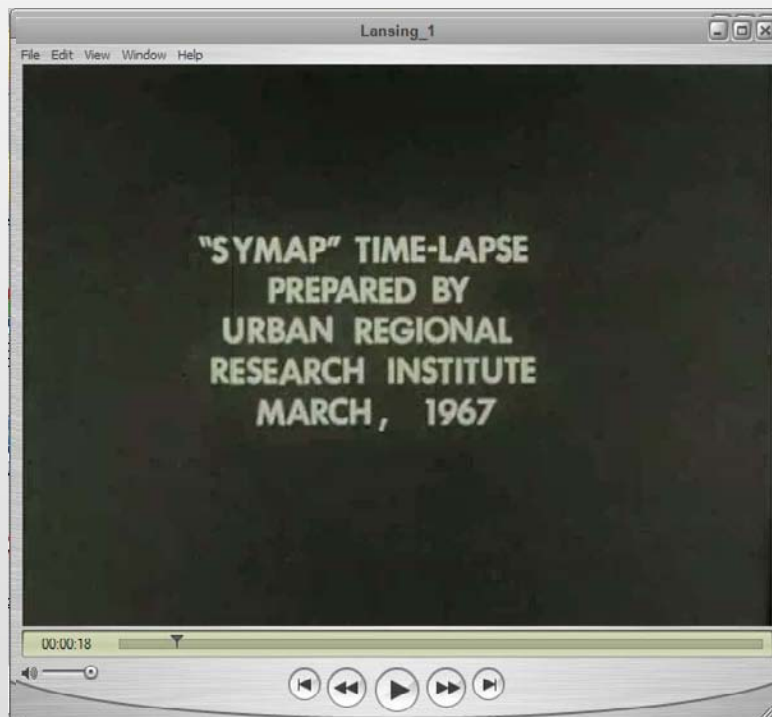 Lansing_1
File Edit View Window Help
"SYMAP" TIME-LAPSE
PREPARED BY
URBAN REGIONAL
RESEARCH INSTITUTE
MARCH, 1967
00:00:18